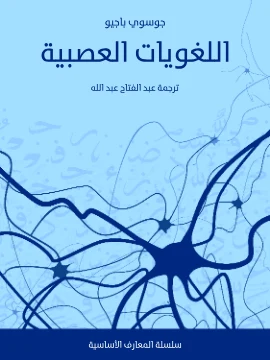 جوسوي باجيو
اللغويات العصبية
ترجمة عبد الفتاح عبد الله
سلسلة المعارف الأساسية